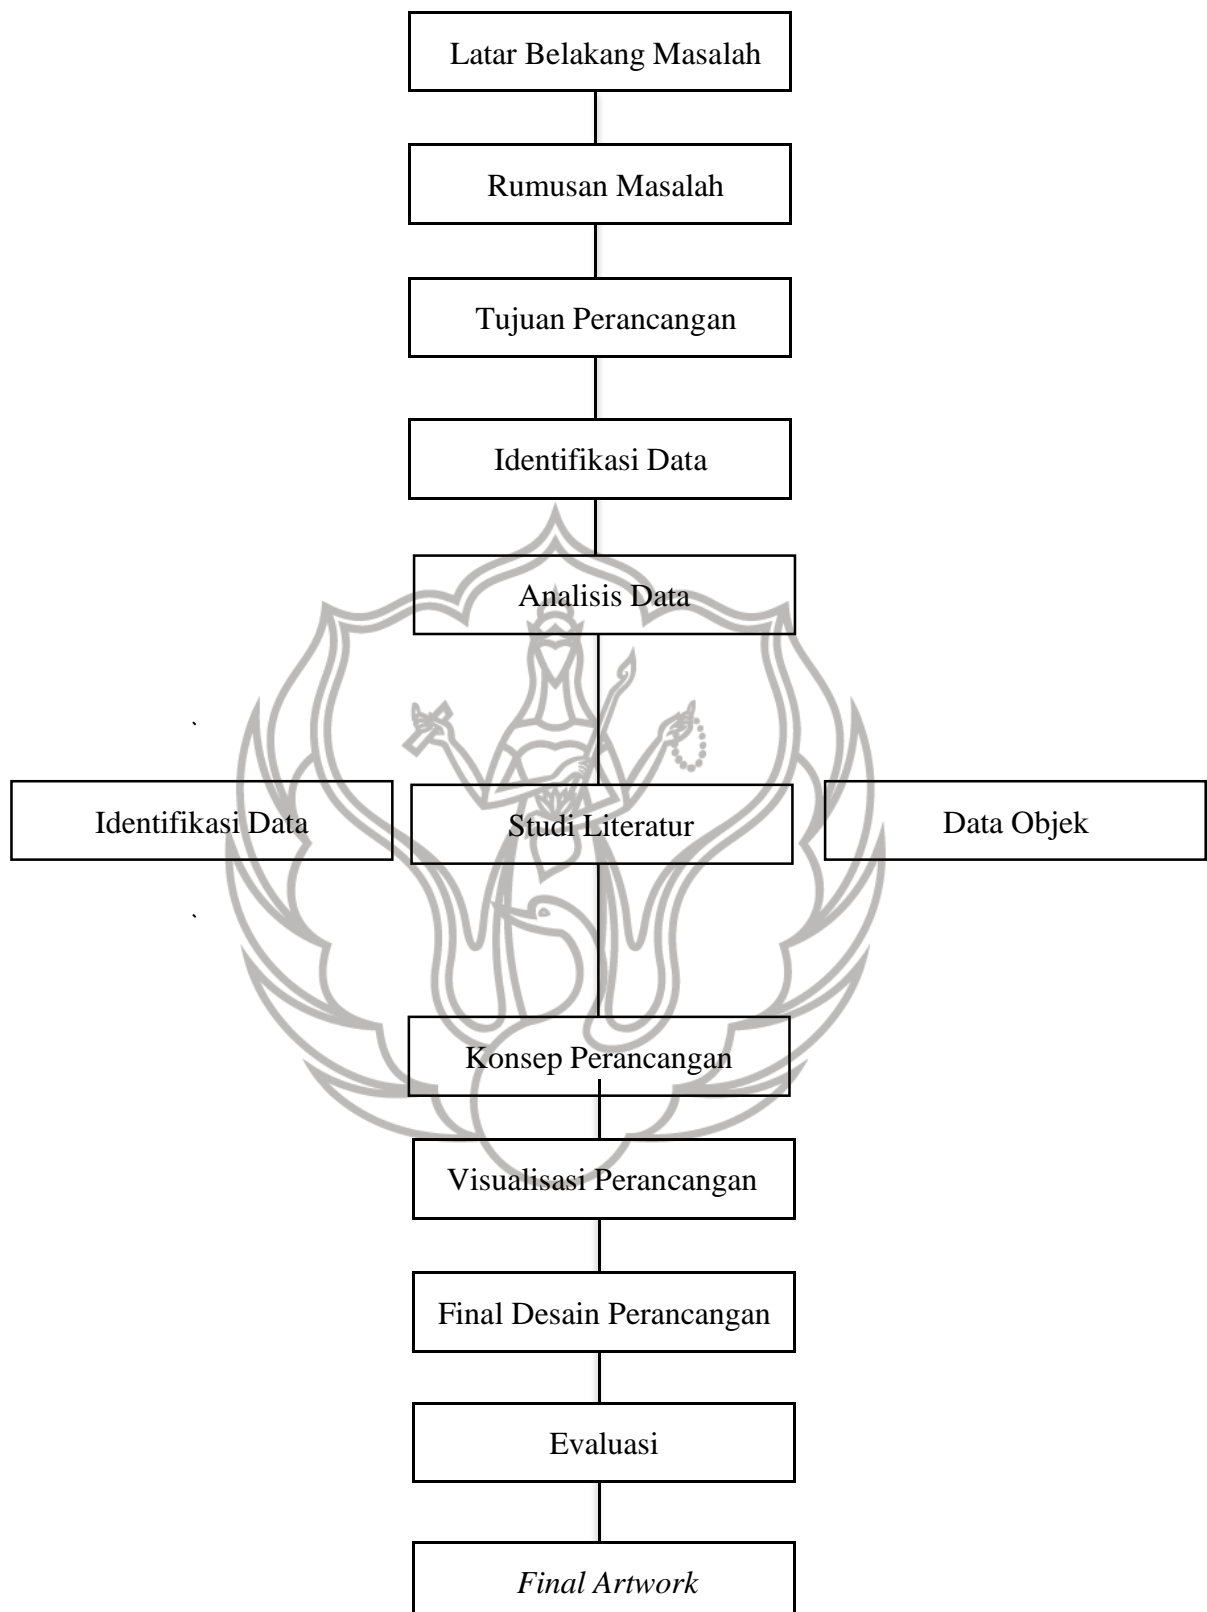 Latar Belakang Masalah
Rumusan Masalah
Tujuan Perancangan
Identifikasi Data
Analisis Data
Identifikasi Data
Studi Literatur
Data Objek
Konsep Perancangan
Visualisasi Perancangan
Final Desain Perancangan
Evaluasi
Final Artwork